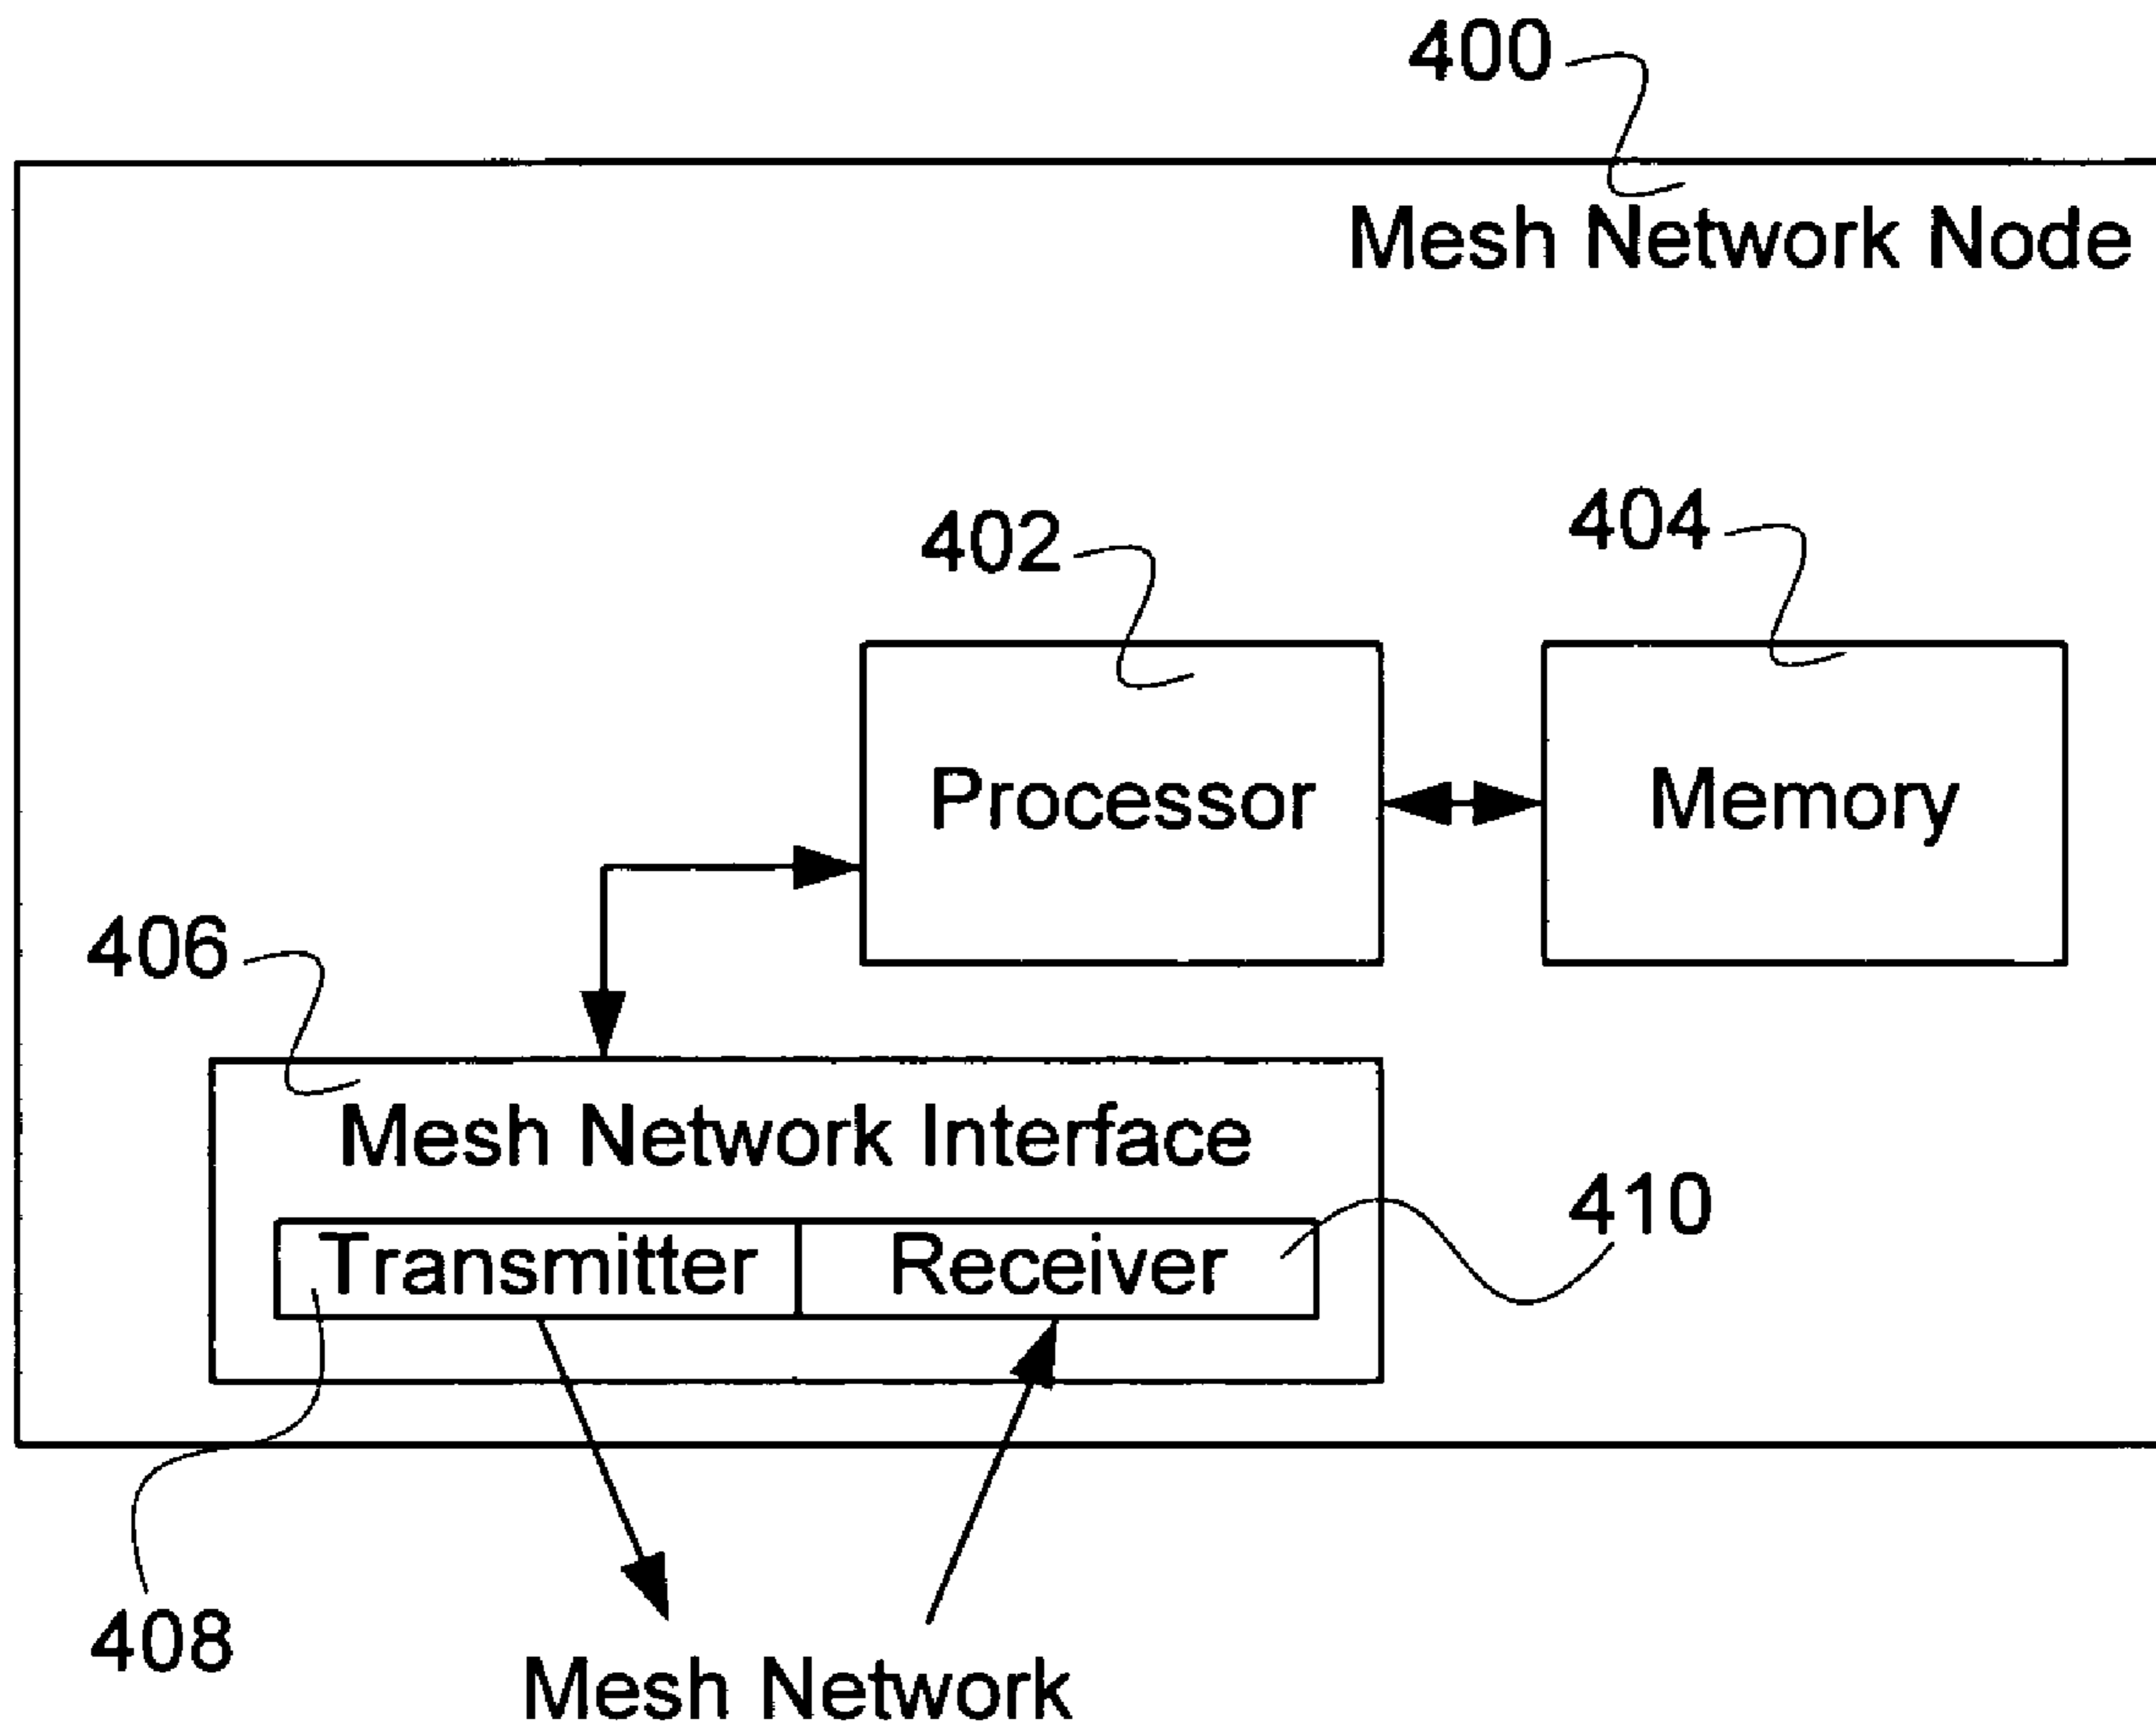 400
Mesh Network Node
402
404
Processor
Memory
406
Mesh Network Interface
410
Transmitter
Receiver
408
Mesh Network